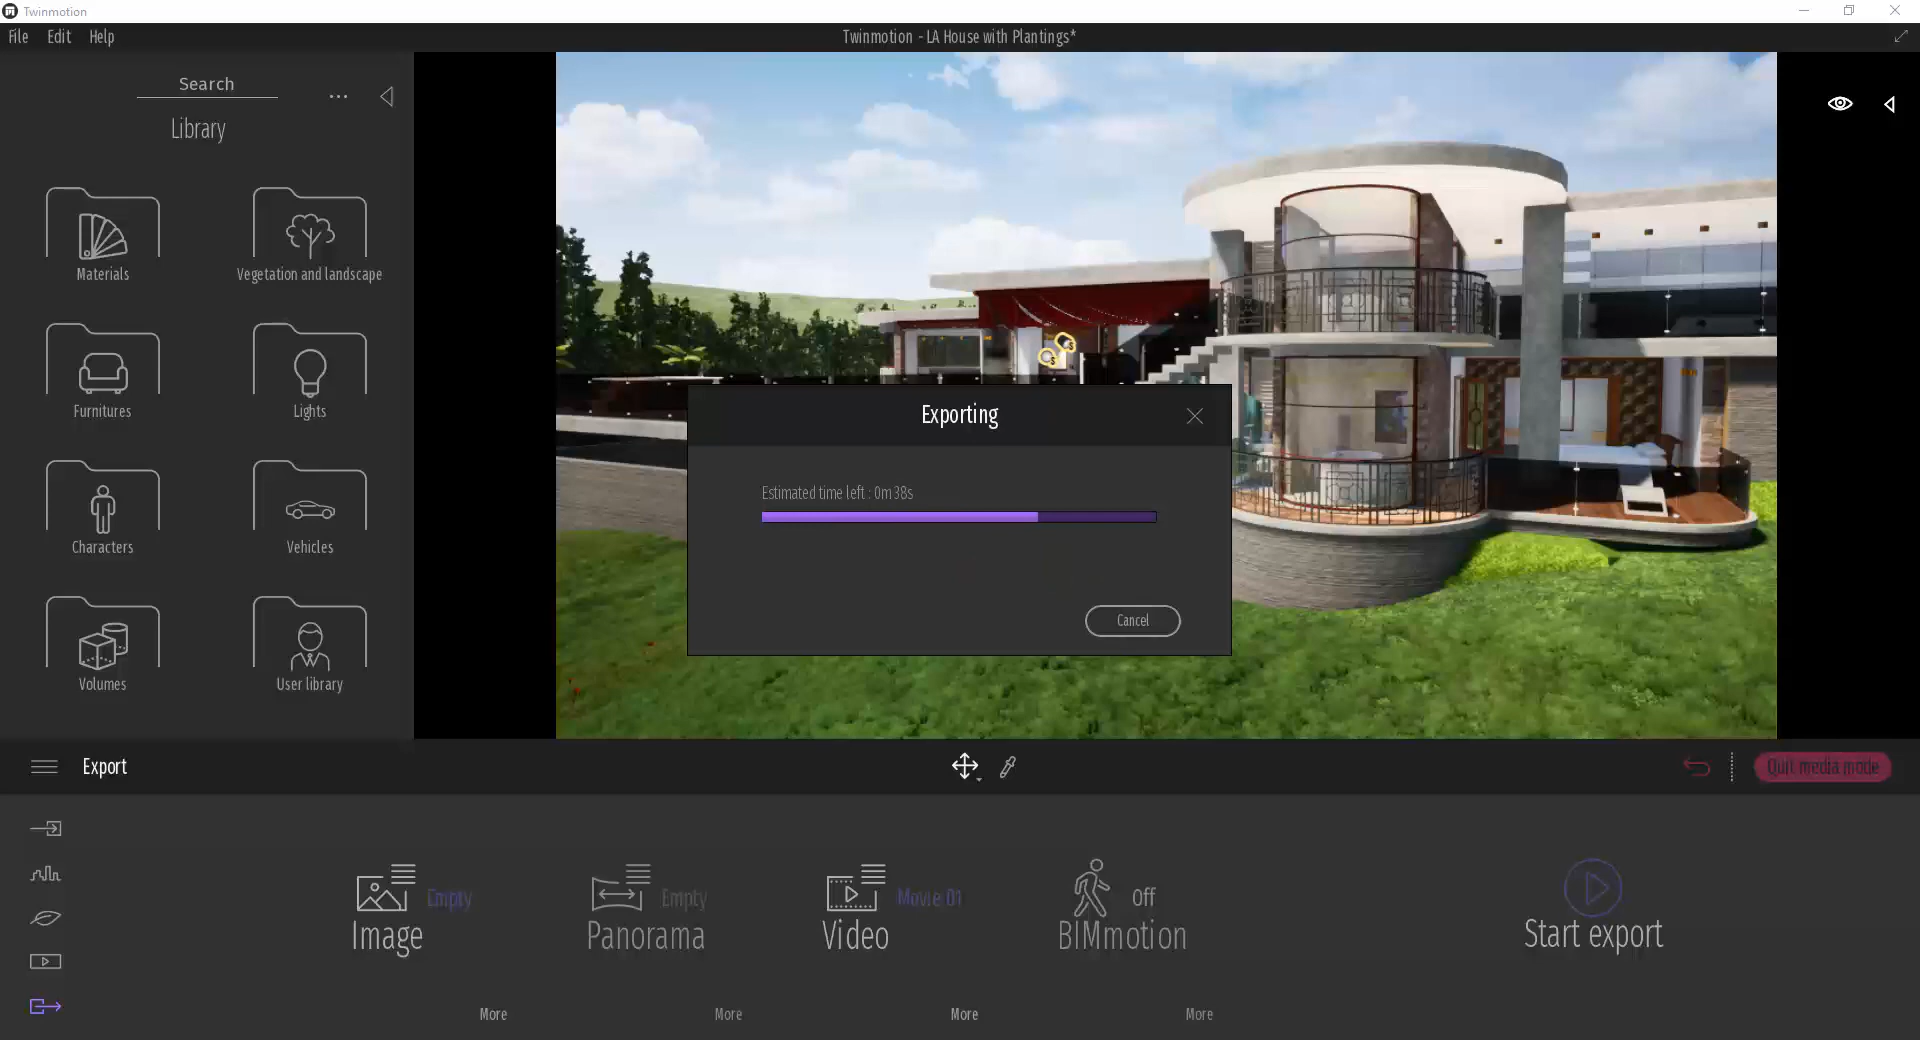 Twinmotion
File Edit Help
Twinmotion - LA House with Plantings*
Search
...
Library
Materials
Vegetation and landscape
Furnitures
Lights
Characters
Vehicles
Volumes
User library
Exporting
Estimated time left : 0m 38s
Cancel
Export
Quit media mode
Empty
Image
More
Empty
Panorama
More
Movie 01
Video
More
Off
BIMmotion
More
Start export